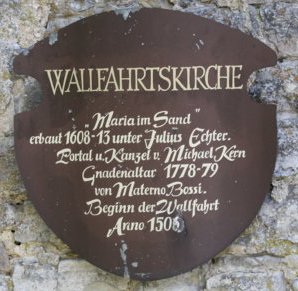 WALLFAHRTSKIRCHE
„Maria im Sand"
erbaut 1608-13 unter Julius Echter.
Portal u. Kanzel v. Michael Kern
Gnadenaltar 1778-79
von Materno Bossi.
Beginn der Wallfahrt
Anno 1506